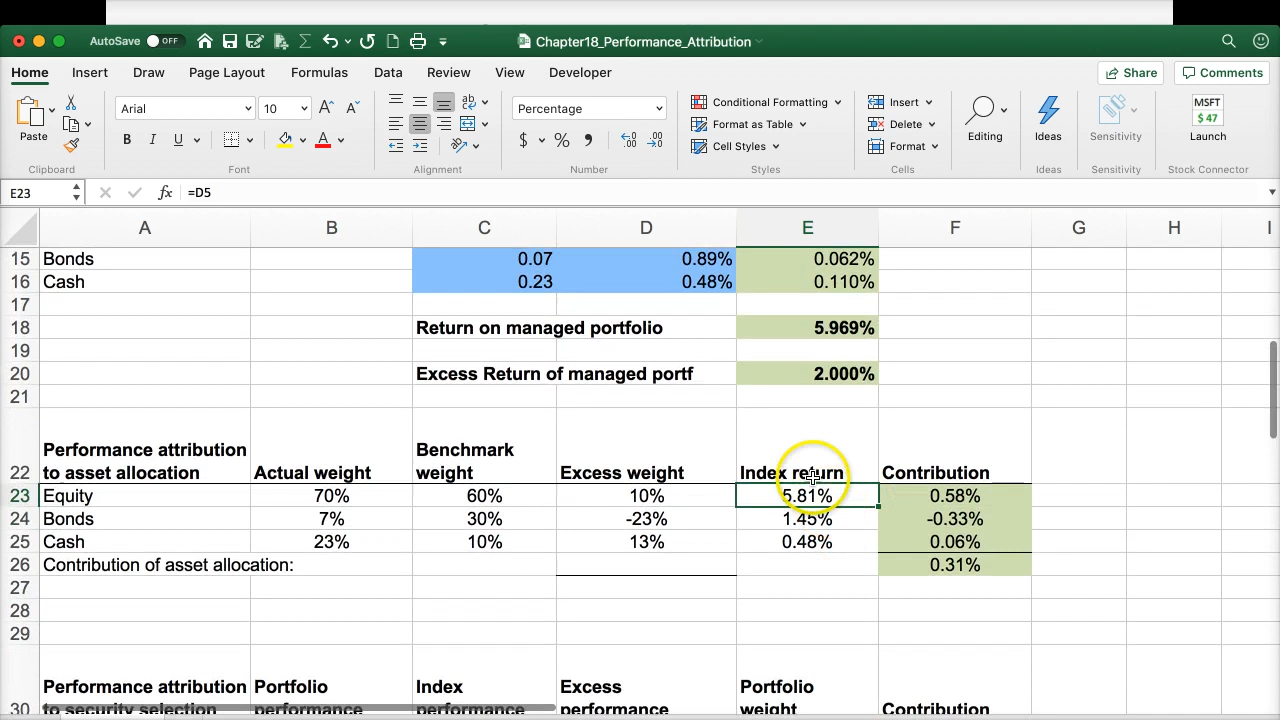 AutoSave OFF Chapter18_Performance_Attribution
Home Insert Draw Page Layout Formulas Data Review View Developer Share Comments
Paste Arial 10 Percentage Conditional Formatting Insert Editing Ideas Sensitivity MSFT
$ 47 Launch
Format as Table Delete
B I U A $ % Cell Styles Format
Clipboard Font Alignment Number Styles Cells Ideas Sensitivity Stock Connector
E23 fx =D5
A B C D E F G H I
15 Bonds 0.07 0.89% 0.062%
16 Cash 0.23 0.48% 0.110%
17
18 Return on managed portfolio 5.969%
19
20 Excess Return of managed portf 2.000%
21
Performance attribution Benchmark
22 to asset allocation Actual weight weight Excess weight Index return Contribution
23 Equity 70% 60% 10% 5.81% 0.58%
24 Bonds 7% 30% -23% 1.45% -0.33%
25 Cash 23% 10% 13% 0.48% 0.06%
26 Contribution of asset allocation: 0.31%
27
28
29
Performance attribution Portfolio Index Excess Portfolio
30 to security selection performance performance performance weight Contribution